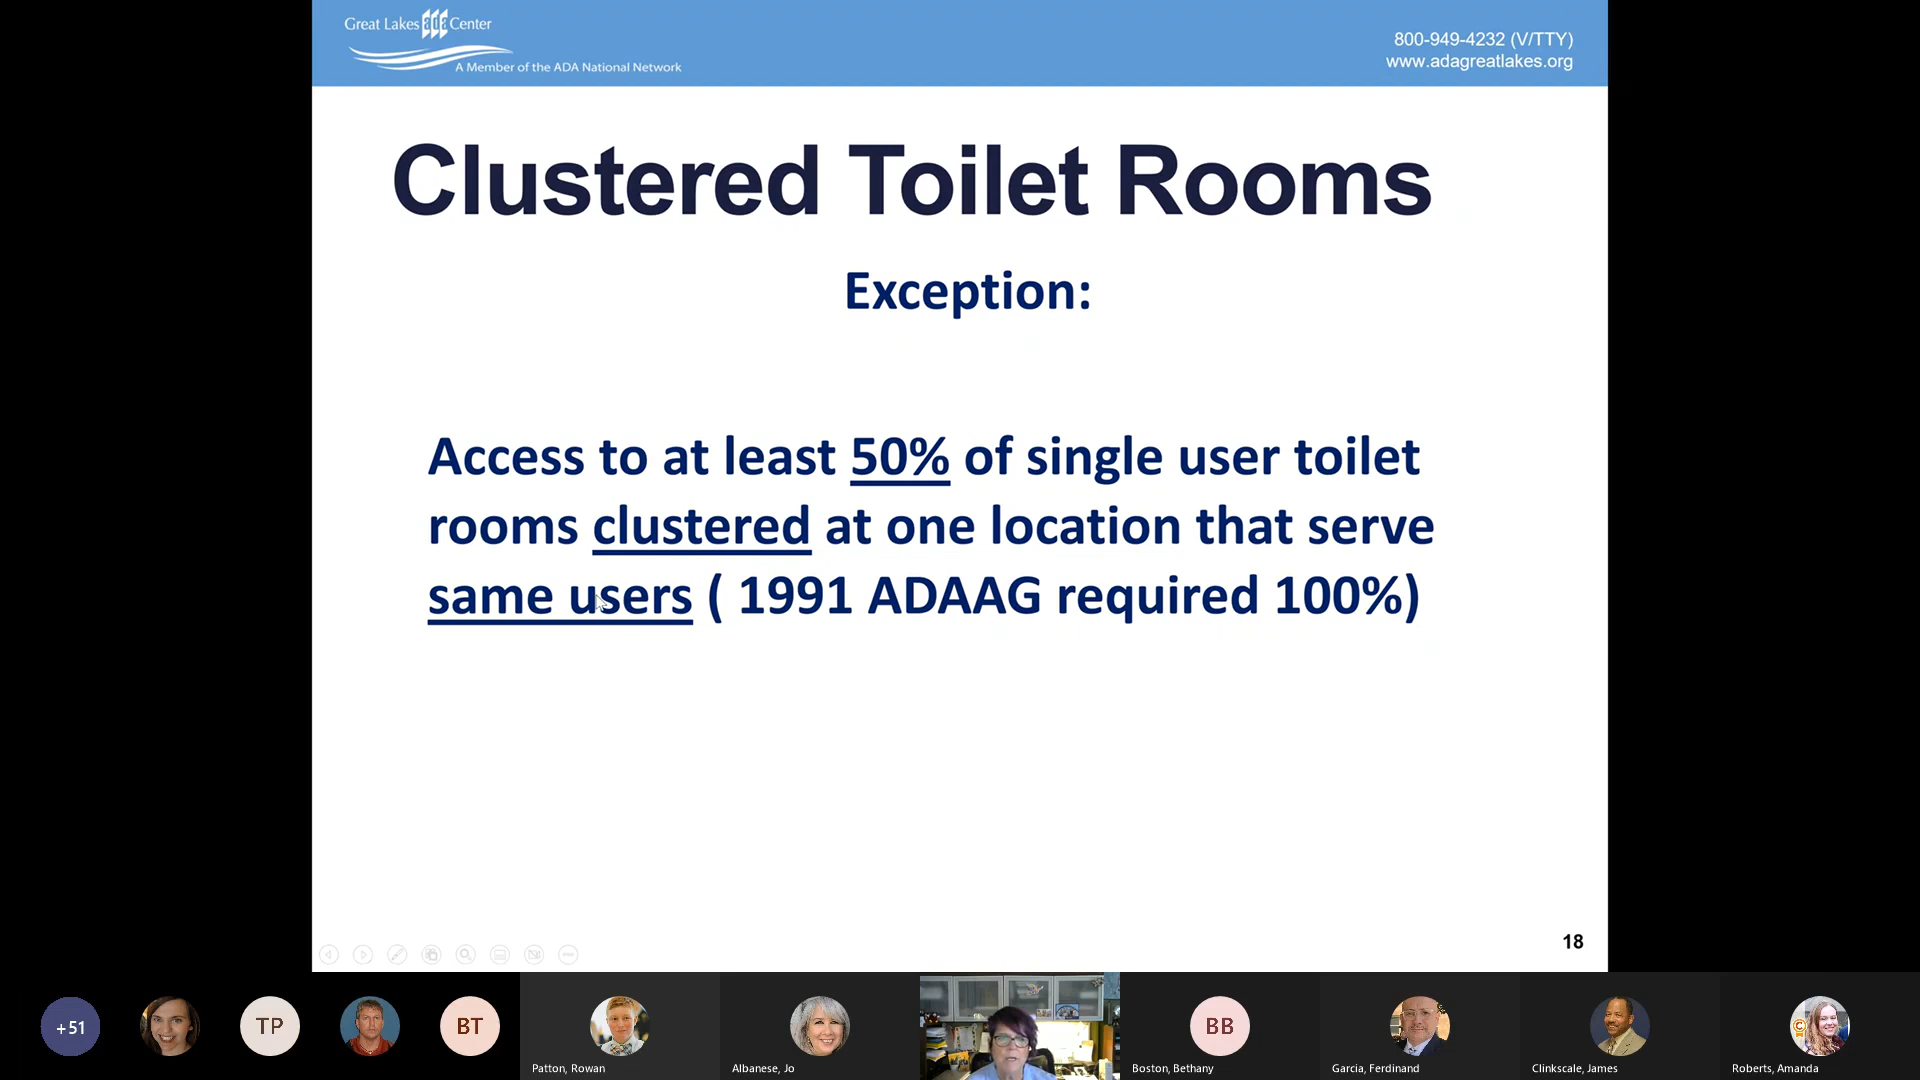 Great Lakes ada Center
A Member of the ADA National Network
800-949-4232 (V/TTY)
www.adagreatlakes.org
Clustered Toilet Rooms
Exception:
Access to at least 50% of single user toilet
rooms clustered at one location that serve
same users ( 1991 ADAAG required 100%)
18
+51
TP
BT
BB
Patton, Rowan
Albanese, Jo
Boston, Bethany
Garcia, Ferdinand
Clinkscale, James
Roberts, Amanda